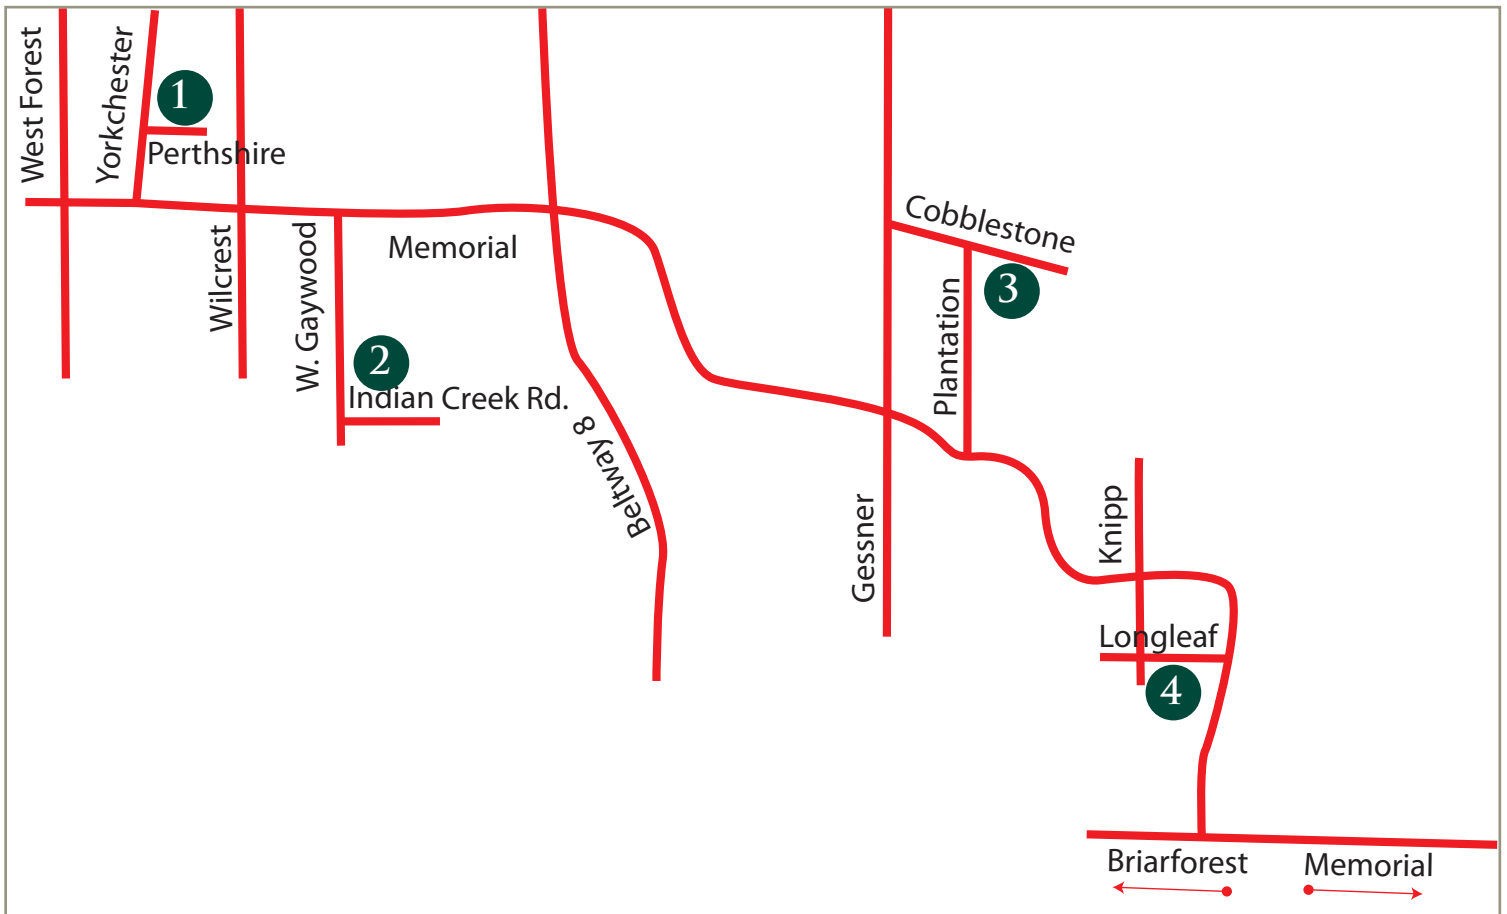 West Forest
Yorkchester
1
Perthshire
Wilcrest
W. Gaywood
Memorial
2
Indian Creek Rd.
Beltway 8
Cobblestone
3
Plantation
Gessner
Knipp
Longleaf
4
Briarforest
Memorial